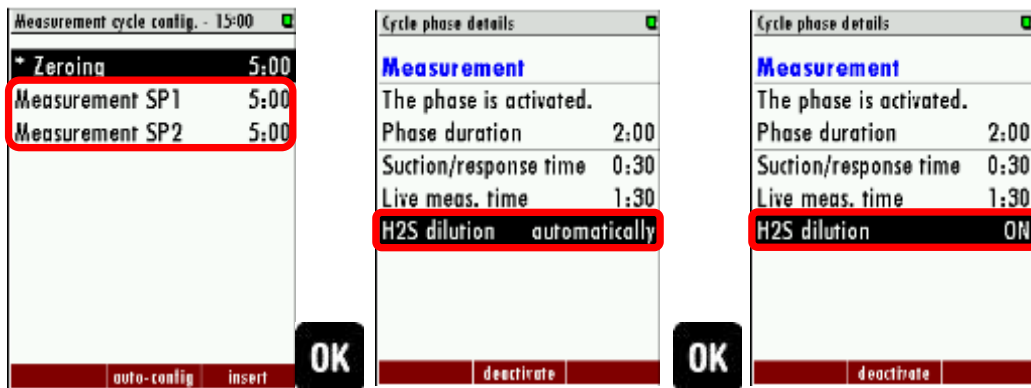 Measurement cycle config. - 15:00
* Zeroing 5:00
Measurement SP1 5:00
Measurement SP2 5:00
auto-config insert
OK
Cycle phase details
Measurement
The phase is activated.
Phase duration 2:00
Suction/response time 0:30
Live meas. time 1:30
H2S dilution automatically
deactivate
OK
Cycle phase details
Measurement
The phase is activated.
Phase duration 2:00
Suction/response time 0:30
Live meas. time 1:30
H2S dilution ON
deactivate